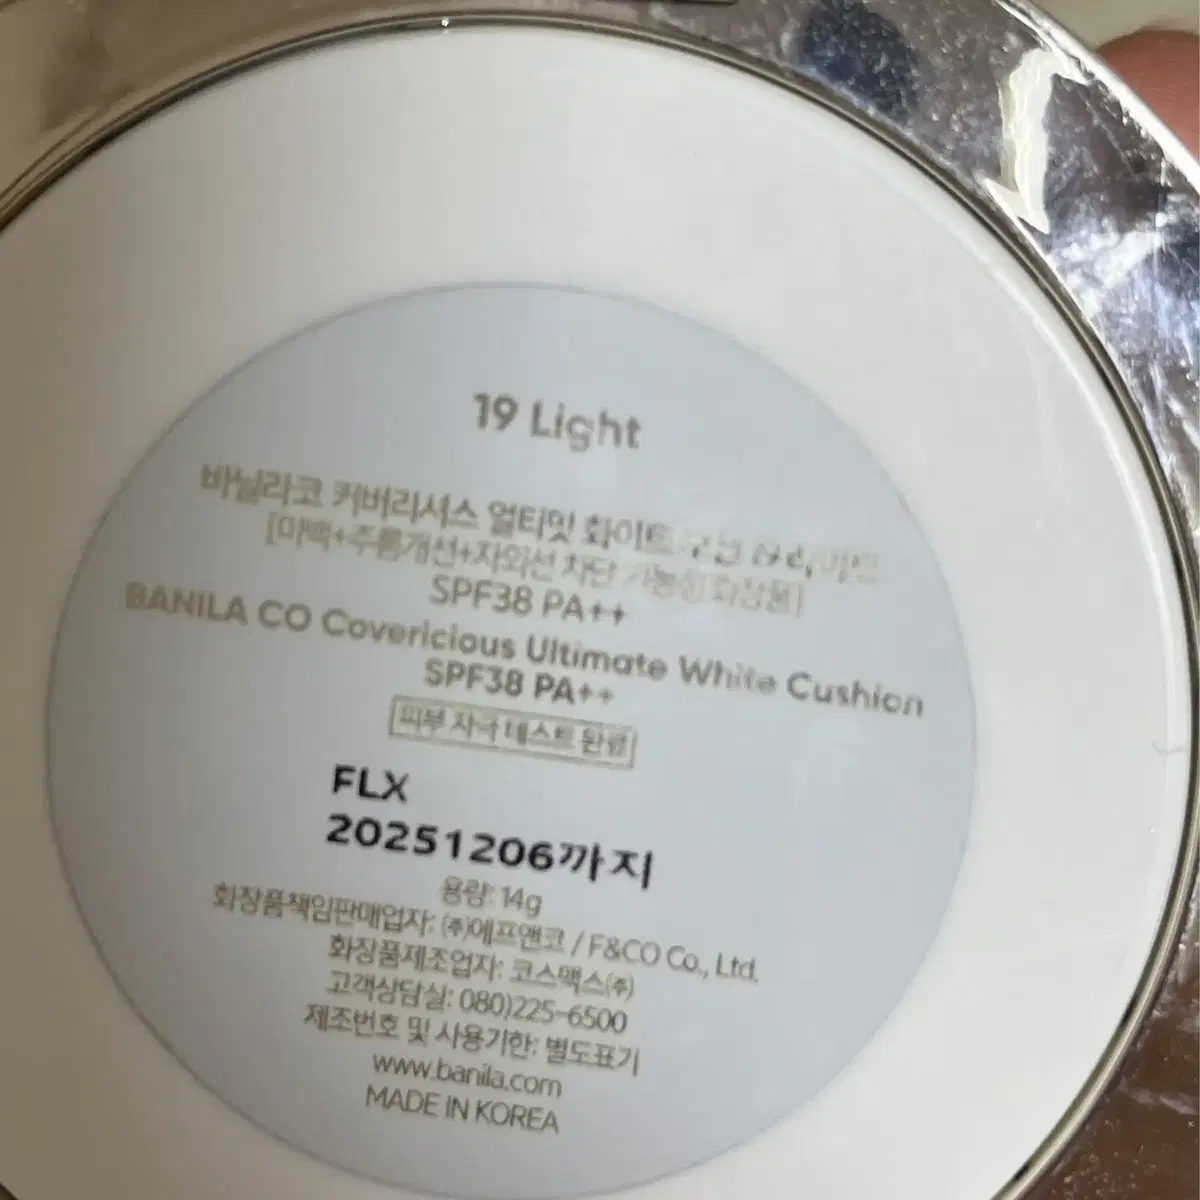 19 Light
바닐라코 커버리셔스 얼티밋 화이트 쿠션
[미백+주름개선+자외선 차단 기능성화장품]
SPF38 PA++
BANILA CO Covericious Ultimate White Cushion
SPF38 PA++
피부 자극 테스트 완료
FLX
20251206까지
용량: 14g
화장품책임판매업자: (주)에프앤코 / F&CO Co., Ltd.
화장품제조업자: 코스맥스(주)
고객상담실: 080)225-6500
제조번호 및 사용기한: 별도표기
www.banila.com
MADE IN KOREA